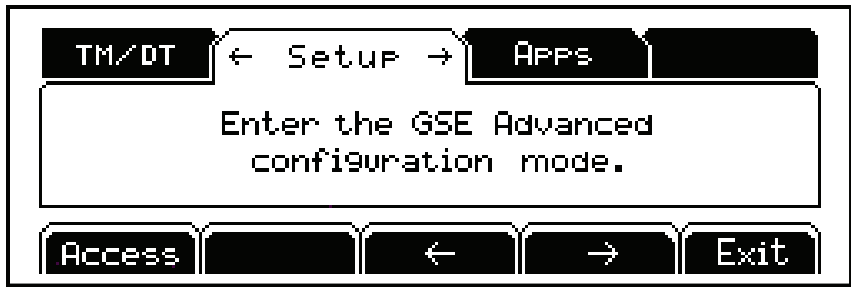 TM/DT ← Setup → Apps
Enter the GSE Advanced
configuration mode.
Access ← → Exit